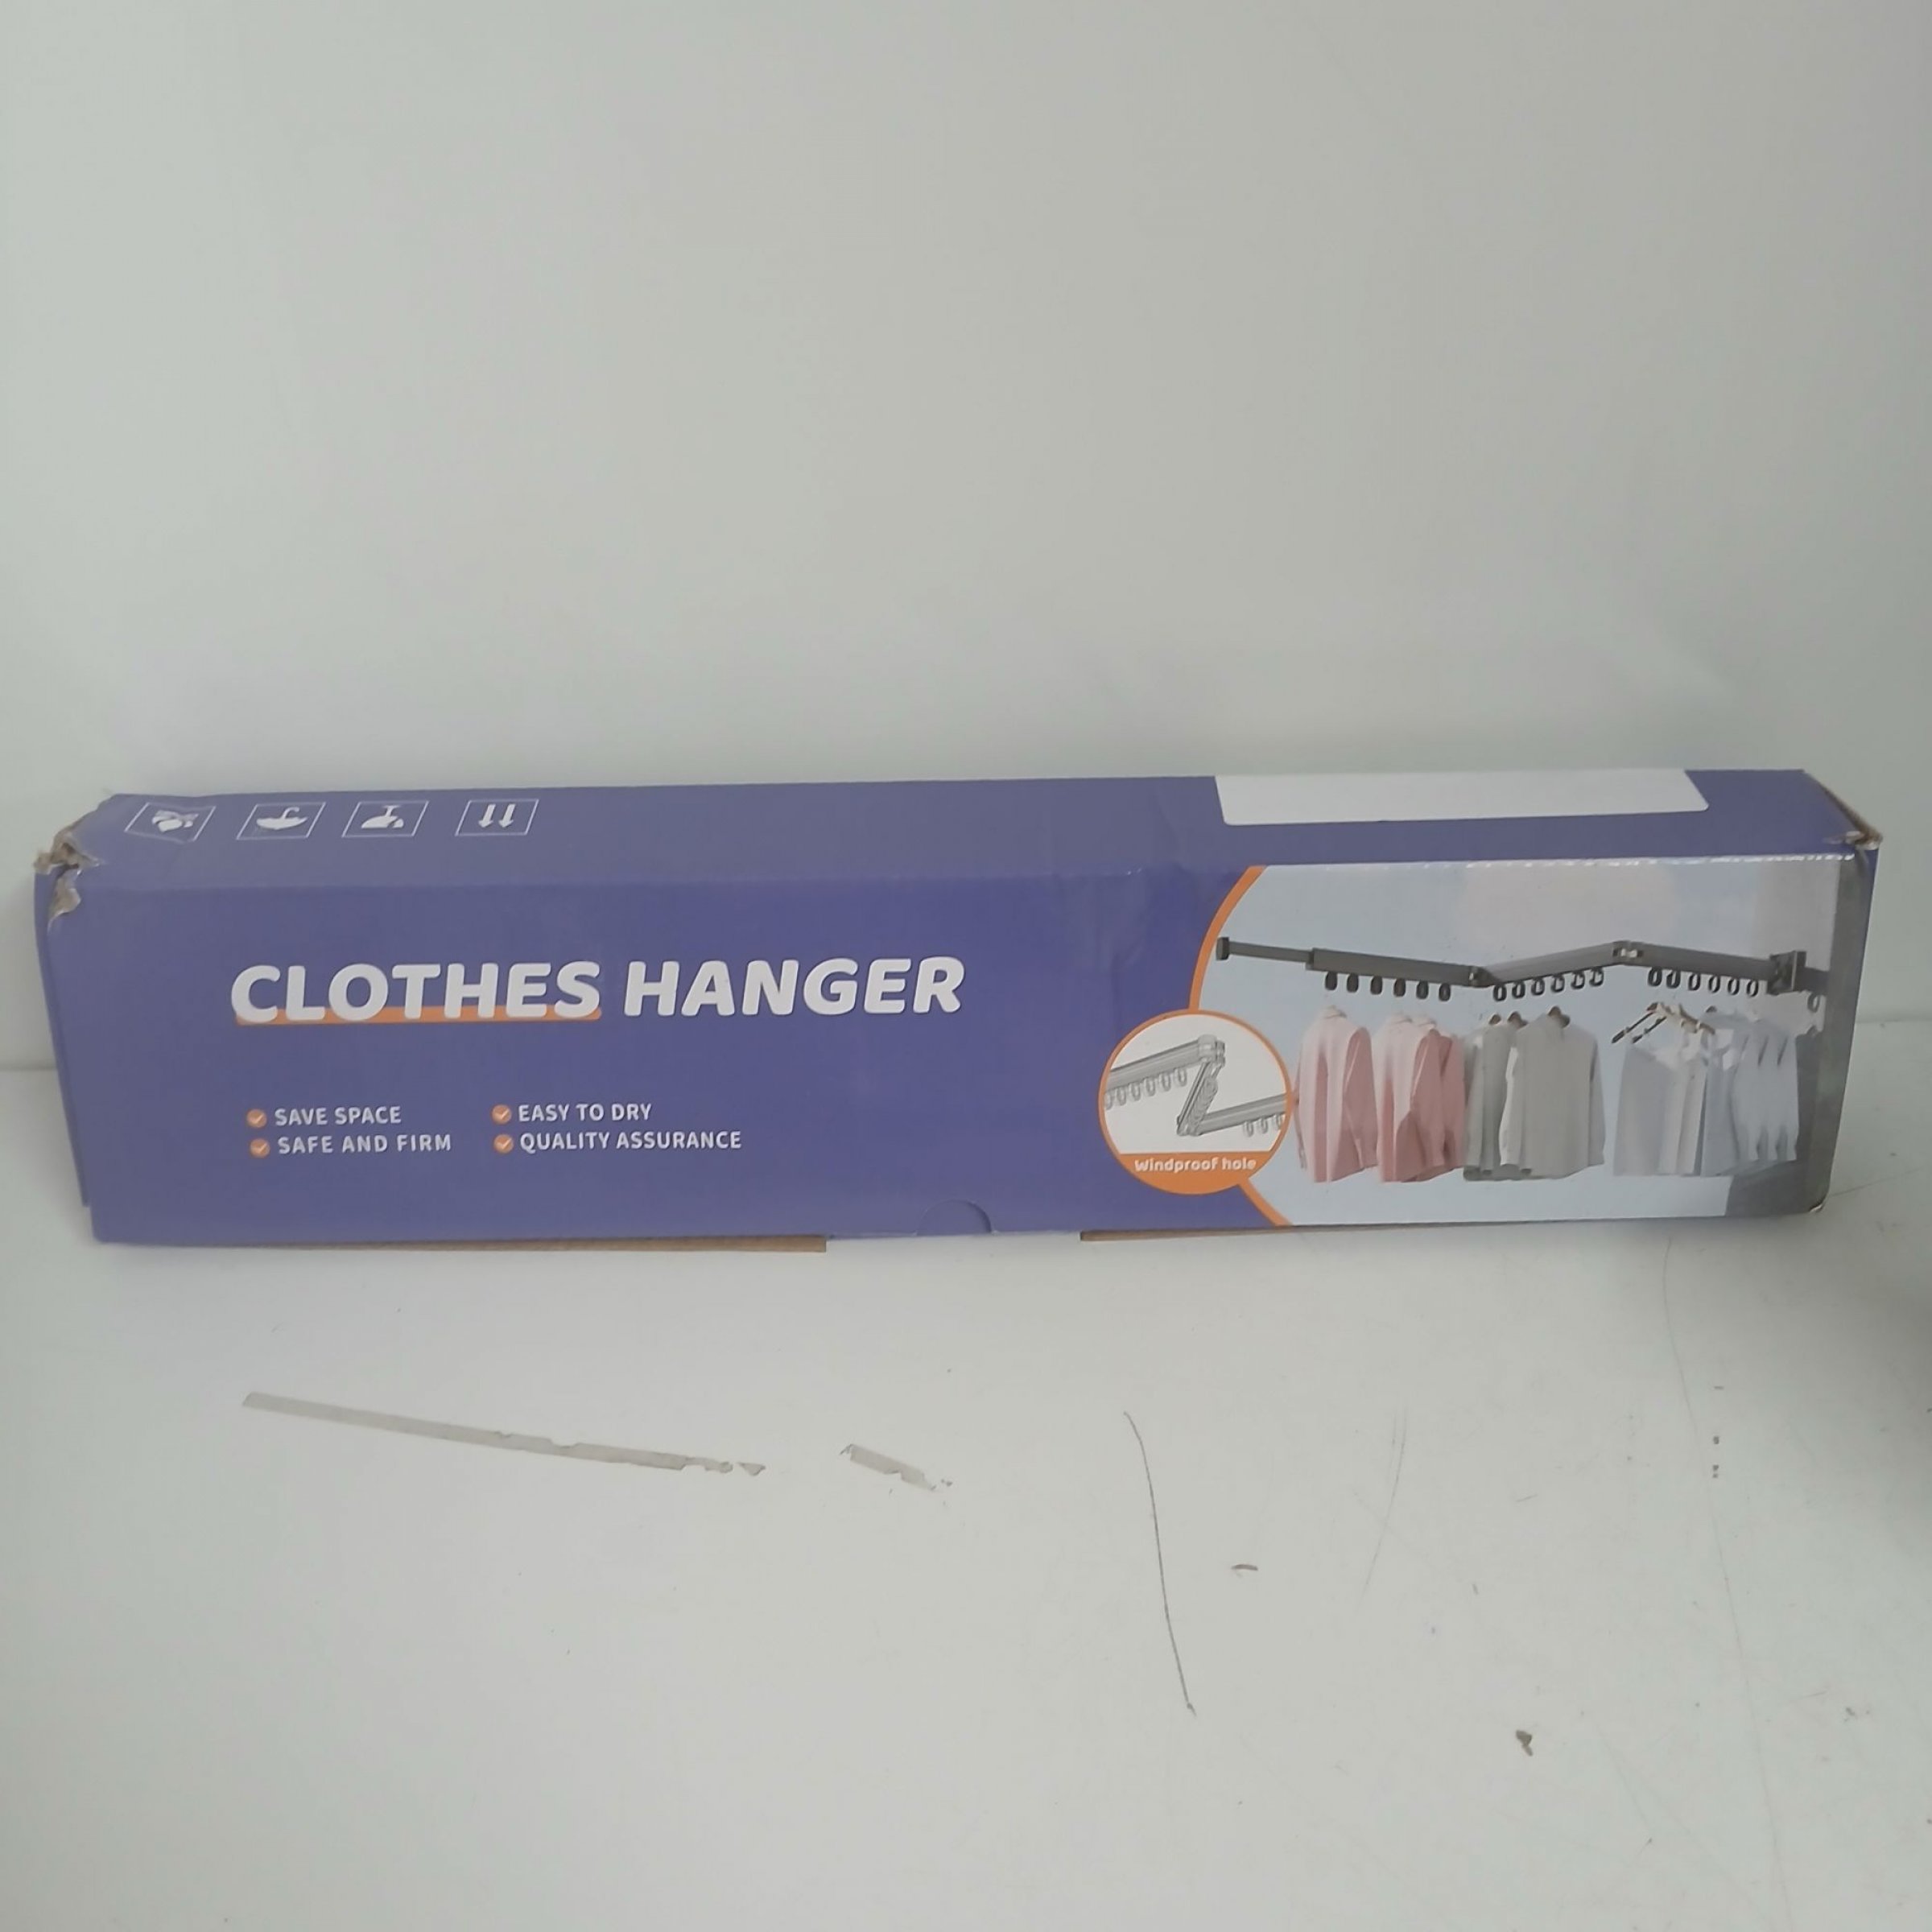 CLOTHES HANGER
SAVE SPACE
EASY TO DRY
SAFE AND FIRM
QUALITY ASSURANCE
Windproof hole